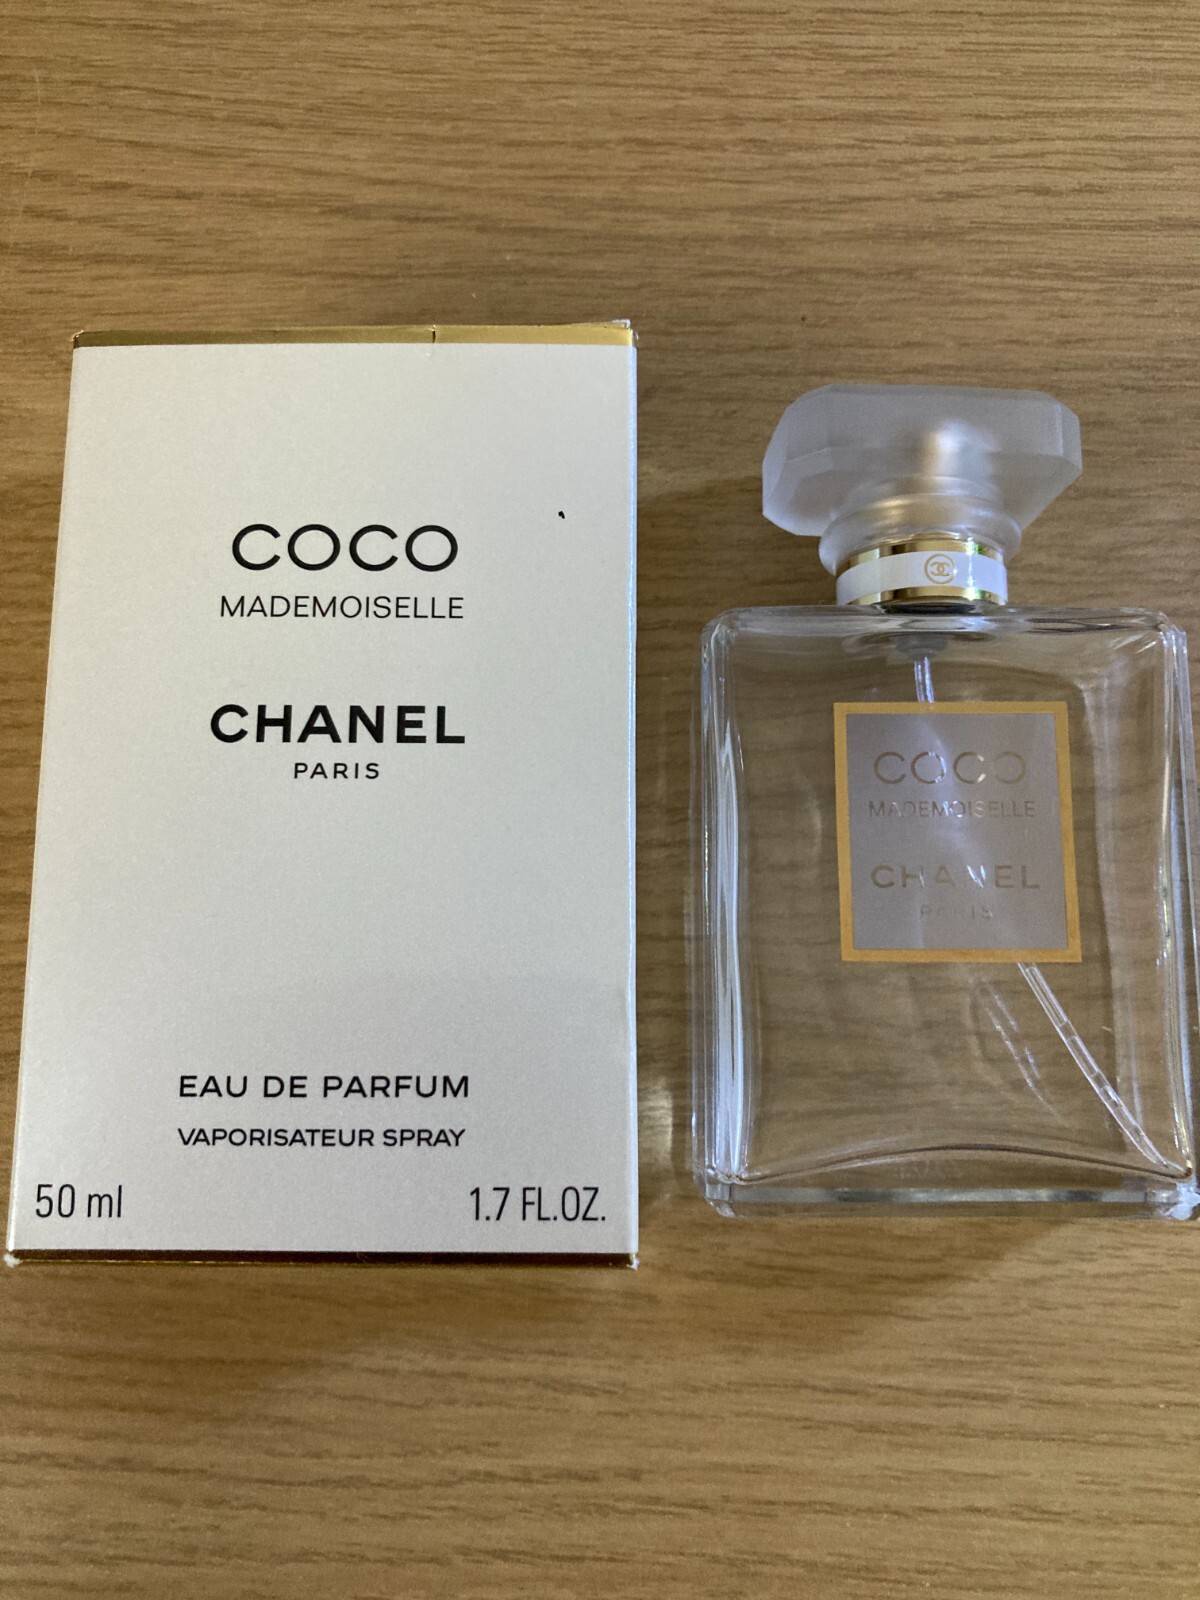 COCO
MADEMOISELLE
CHANEL
PARIS
EAU DE PARFUM
VAPORISATEUR SPRAY
50 ml 1.7 FL.OZ.
COCO
MADEMOISELLE
CHANEL
PARIS